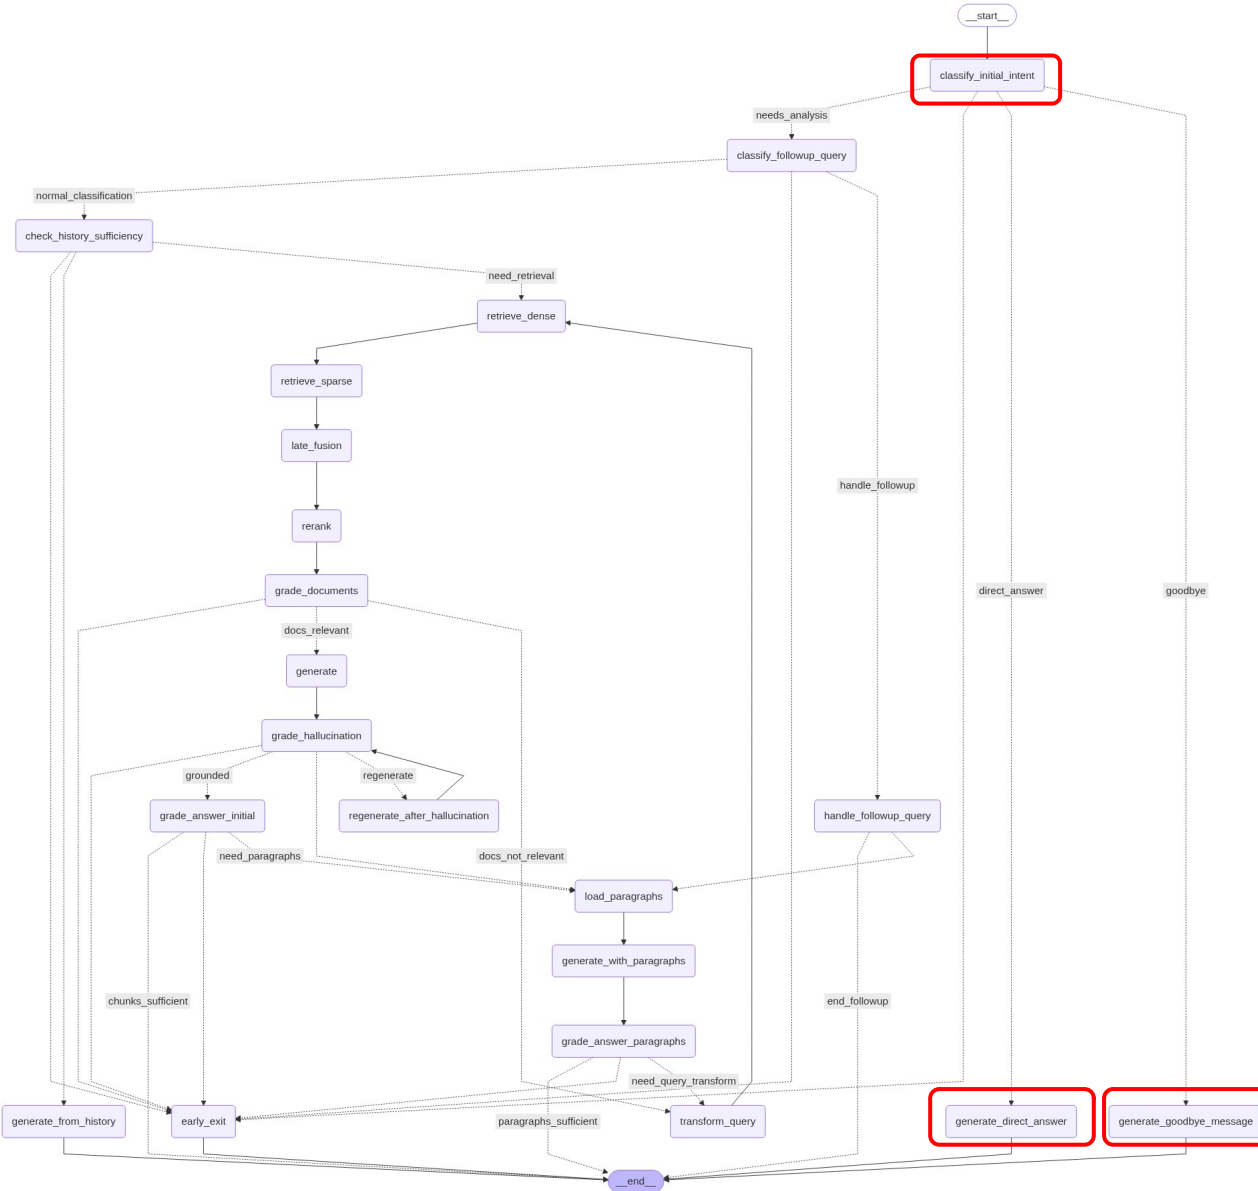 __start__
classify_initial_intent
needs_analysis
classify_followup_query
normal_classification
check_history_sufficiency
need_retrieval
retrieve_dense
retrieve_sparse
late_fusion
handle_followup
rerank
grade_documents
direct_answer
goodbye
docs_relevant
generate
grade_hallucination
grounded
regenerate
grade_answer_initial
regenerate_after_hallucination
handle_followup_query
need_paragraphs
docs_not_relevant
load_paragraphs
generate_with_paragraphs
chunks_sufficient
end_followup
grade_answer_paragraphs
need_query_transform
generate_from_history
early_exit
paragraphs_sufficient
transform_query
generate_direct_answer
generate_goodbye_message
__end__